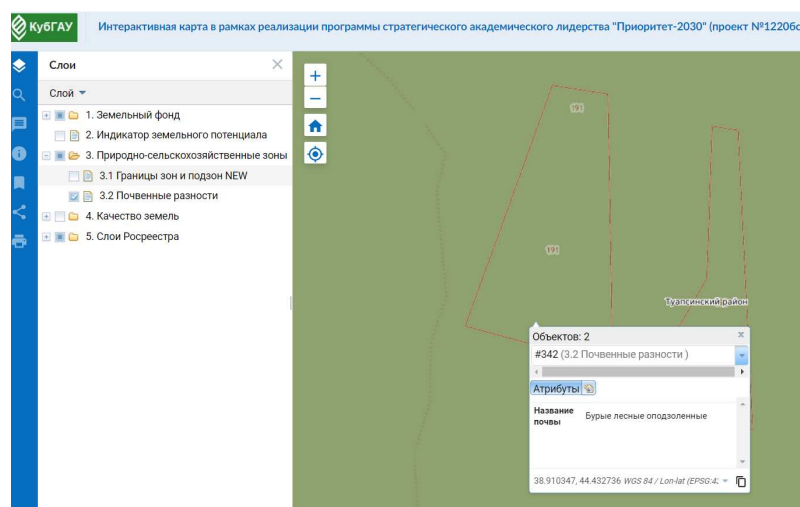 КубГАУ
Интерактивная карта в рамках реализации программы стратегического академического лидерства "Приоритет-2030" (проект №12206
Слои
Слой
1. Земельный фонд
2. Индикатор земельного потенциала
3. Природно-сельскохозяйственные зоны
3.1 Границы зон и подзон NEW
3.2 Почвенные разности
4. Качество земель
5. Слои Росреестра
191
191
Туапсинский район
Объектов: 2
#342 (3.2 Почвенные разности )
Атрибуты
Название почвы
Бурые лесные оподзоленные
38.910347, 44.432736 WGS 84 / Lon-lat (EPSG:4